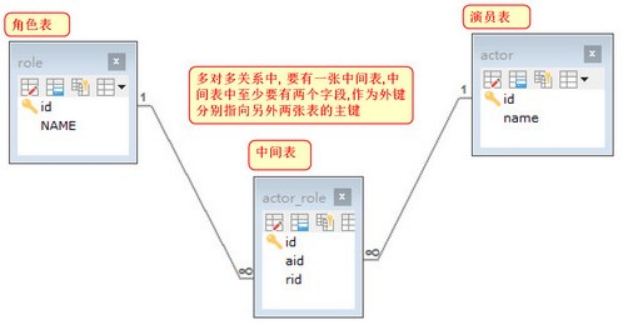 角色表
演员表
role
id
NAME
1
多对多关系中, 要有一张中间表,中
间表中至少要有两个字段,作为外键
分别指向另外两张表的主键
actor
id
name
1
中间表
actor_role
id
aid
rid
∞
∞